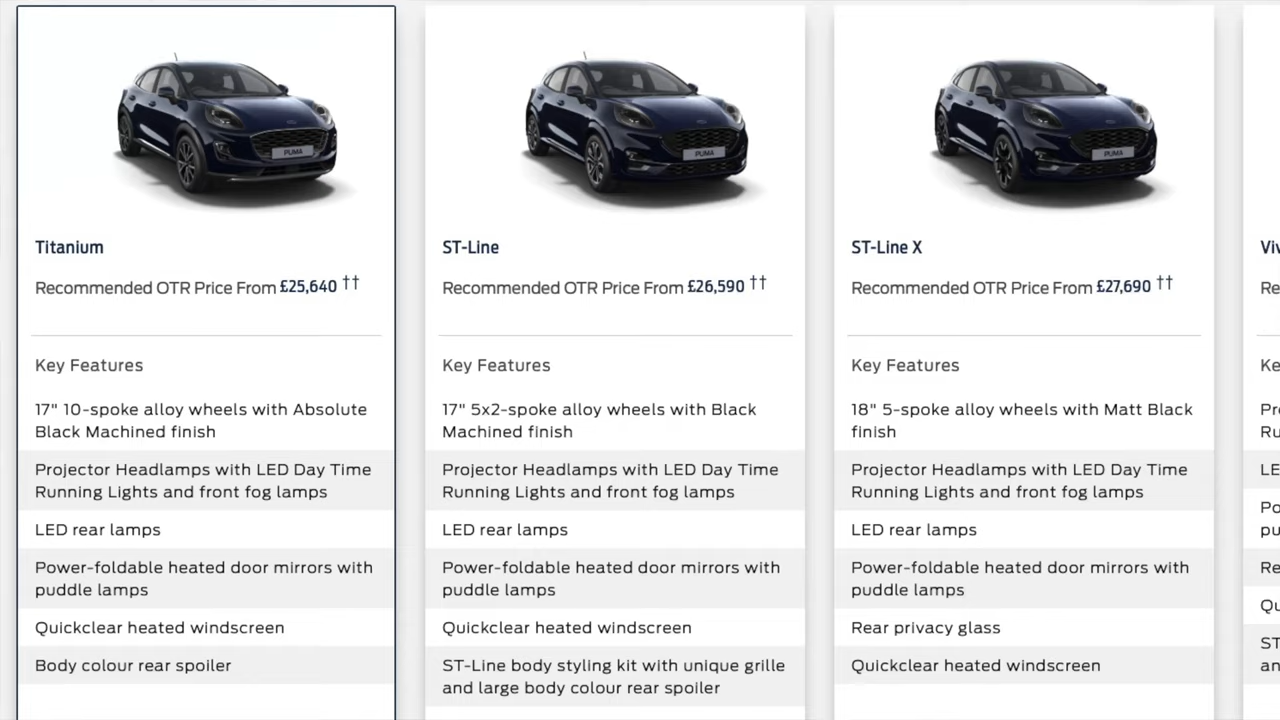 PUMA
Titanium
Recommended OTR Price From £25,640 ††
Key Features
17" 10-spoke alloy wheels with Absolute
Black Machined finish
Projector Headlamps with LED Day Time
Running Lights and front fog lamps
LED rear lamps
Power-foldable heated door mirrors with
puddle lamps
Quickclear heated windscreen
Body colour rear spoiler
PUMA
ST-Line
Recommended OTR Price From £26,590 ††
Key Features
17" 5x2-spoke alloy wheels with Black
Machined finish
Projector Headlamps with LED Day Time
Running Lights and front fog lamps
LED rear lamps
Power-foldable heated door mirrors with
puddle lamps
Quickclear heated windscreen
ST-Line body styling kit with unique grille
and large body colour rear spoiler
PUMA
ST-Line X
Recommended OTR Price From £27,690 ††
Key Features
18" 5-spoke alloy wheels with Matt Black
finish
Projector Headlamps with LED Day Time
Running Lights and front fog lamps
LED rear lamps
Power-foldable heated door mirrors with
puddle lamps
Rear privacy glass
Quickclear heated windscreen